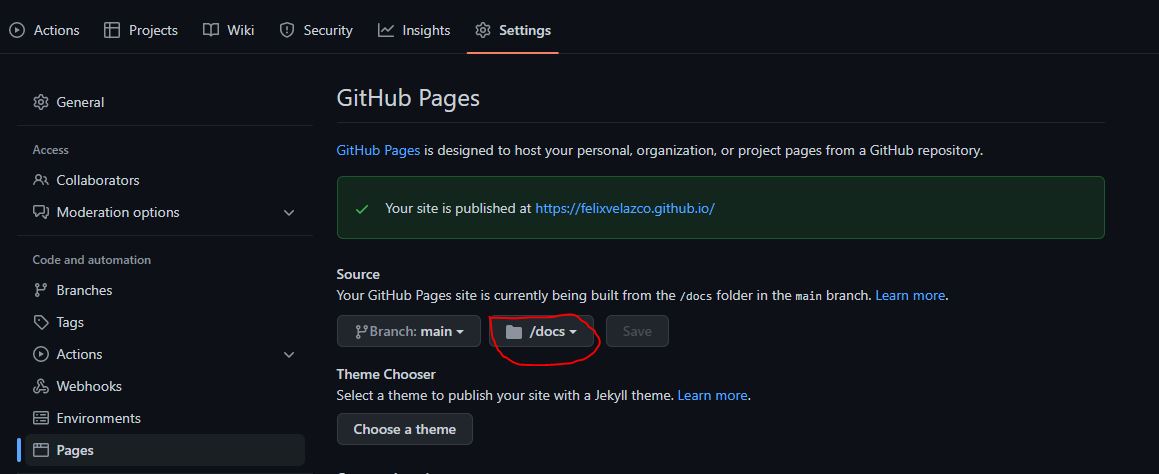 Actions Projects Wiki Security Insights Settings
General
Access
Collaborators
Moderation options
Code and automation
Branches
Tags
Actions
Webhooks
Environments
Pages
GitHub Pages
GitHub Pages is designed to host your personal, organization, or project pages from a GitHub repository.
Your site is published at https://felixvelazco.github.io/
Source
Your GitHub Pages site is currently being built from the /docs folder in the main branch. Learn more.
Branch: main /docs Save
Theme Chooser
Select a theme to publish your site with a Jekyll theme. Learn more.
Choose a theme